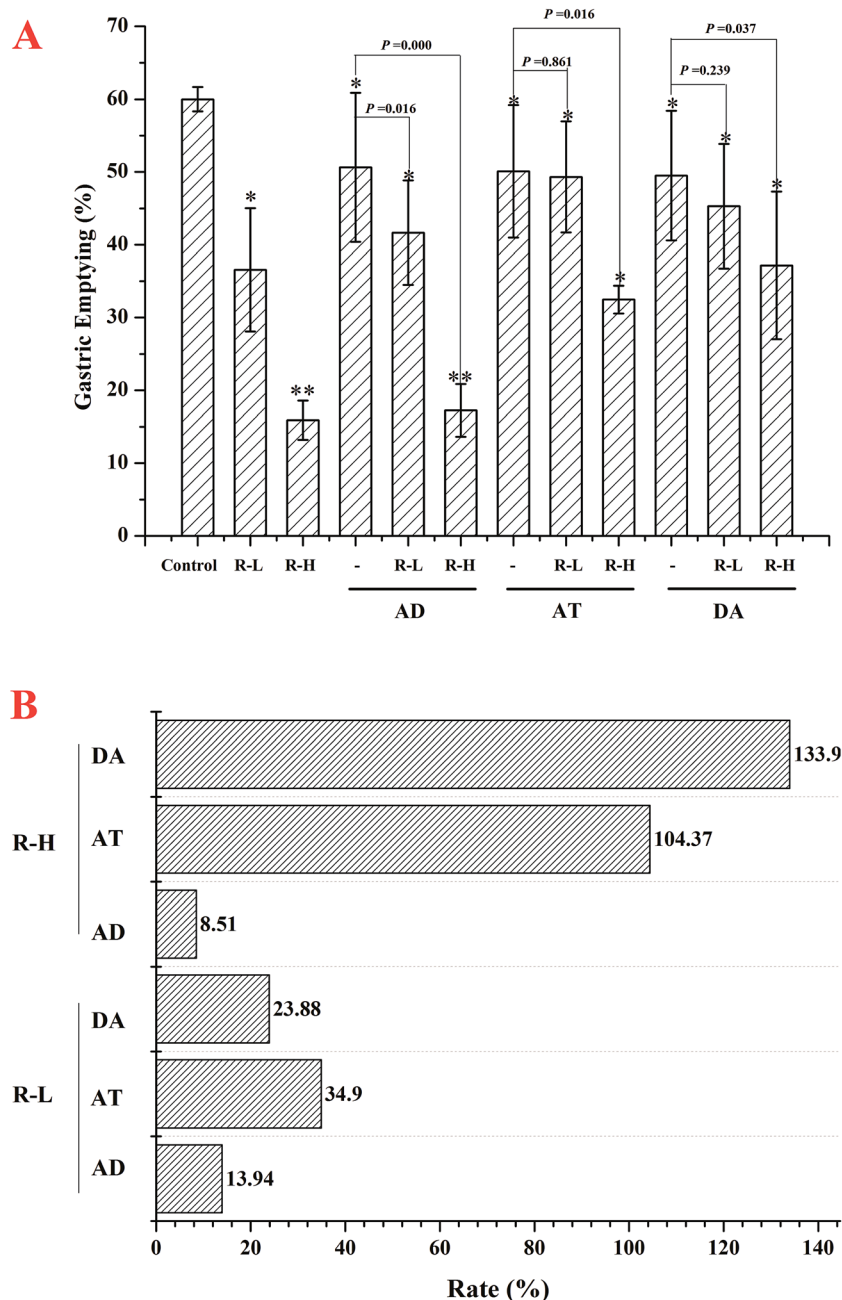 A
70
60
50
40
30
20
10
0
Gastric Emptying (%)
P =0.000
P =0.016
P =0.016
P =0.861
P =0.037
P =0.239
* ** * * ** * * * * * *
Control R-L R-H - R-L R-H - R-L R-H - R-L R-H
AD AT DA
B
R-H
DA 133.9
AT 104.37
AD 8.51
R-L
DA 23.88
AT 34.9
AD 13.94
0 20 40 60 80 100 120 140
Rate (%)